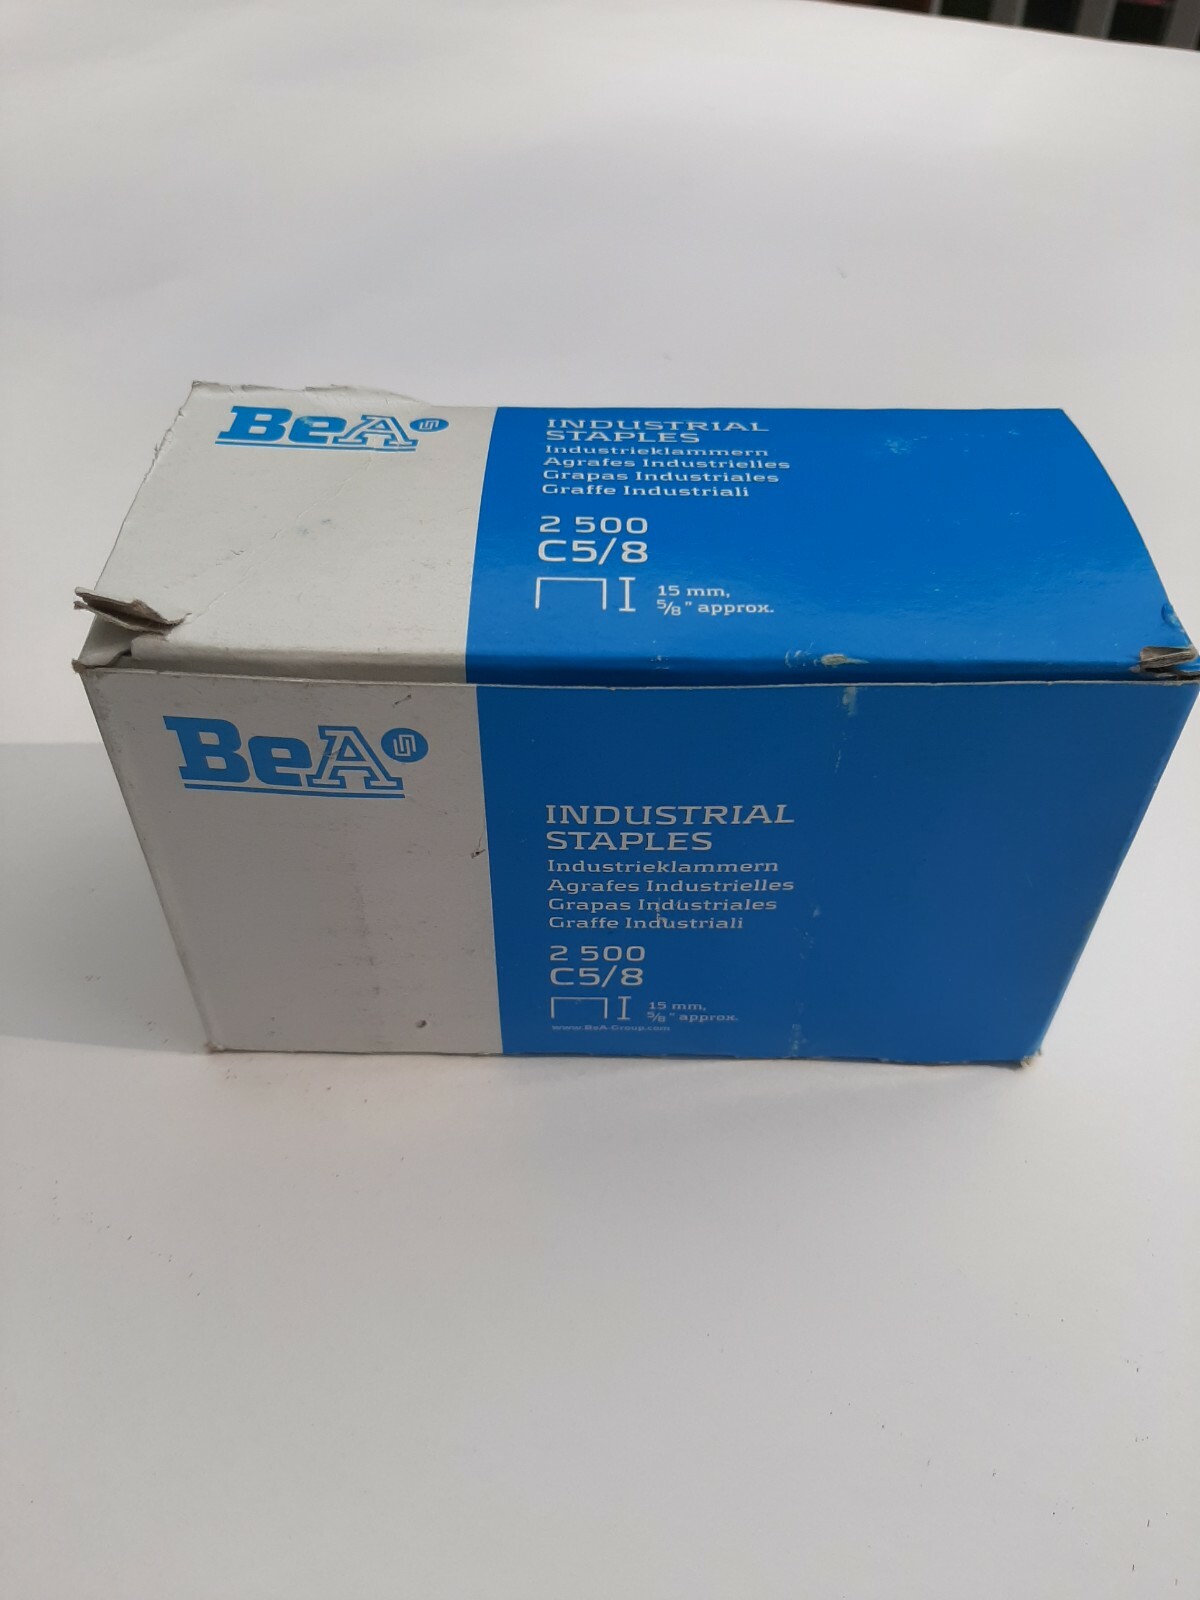 BeA
INDUSTRIAL
STAPLES
Industrieklammern
Agrafes Industrielles
Grapas Industriales
Graffe Industriali
2 500
C5/8
15 mm,
5/8" approx.
BeA
INDUSTRIAL
STAPLES
Industrieklammern
Agrafes Industrielles
Grapas Industriales
Graffe Industriali
2 500
C5/8
15 mm,
5/8" approx.
www.BeA-Group.com